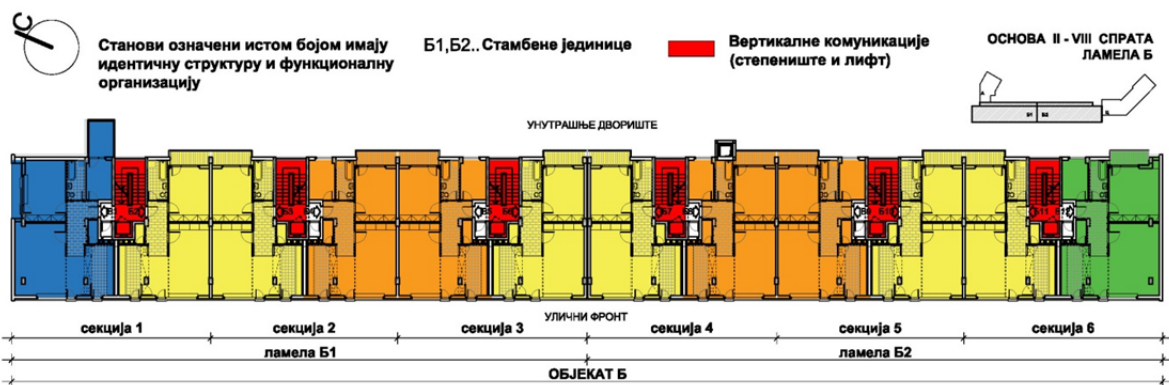 С
Станови означени истом бојом имају
идентичну структуру и функционалну
организацију
Б1,Б2.. Стамбене јединице
Вертикалне комуникације
(степениште и лифт)
ОСНОВА II - VIII СПРАТА
ЛАМЕЛА Б
Б1 Б2
УНУТРАШЊЕ ДВОРИШТЕ
УЛИЧНИ ФРОНТ
секција 1 секција 2 секција 3 секција 4 секција 5 секција 6
ламела Б1 ламела Б2
ОБЈЕКАТ Б